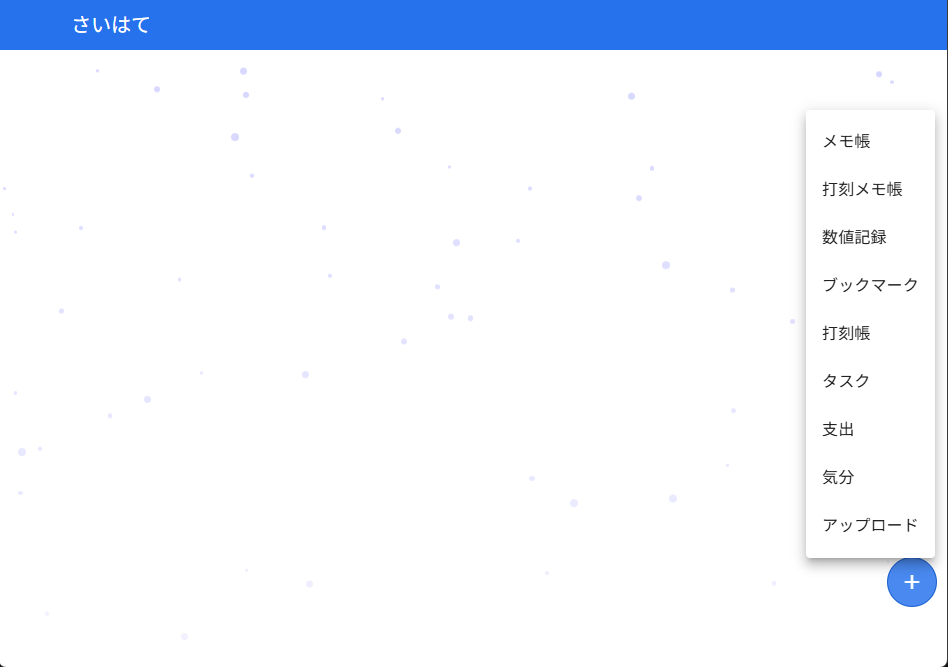 さいはて
メモ帳
打刻メモ帳
数値記録
ブックマーク
打刻帳
タスク
支出
気分
アップロード
+